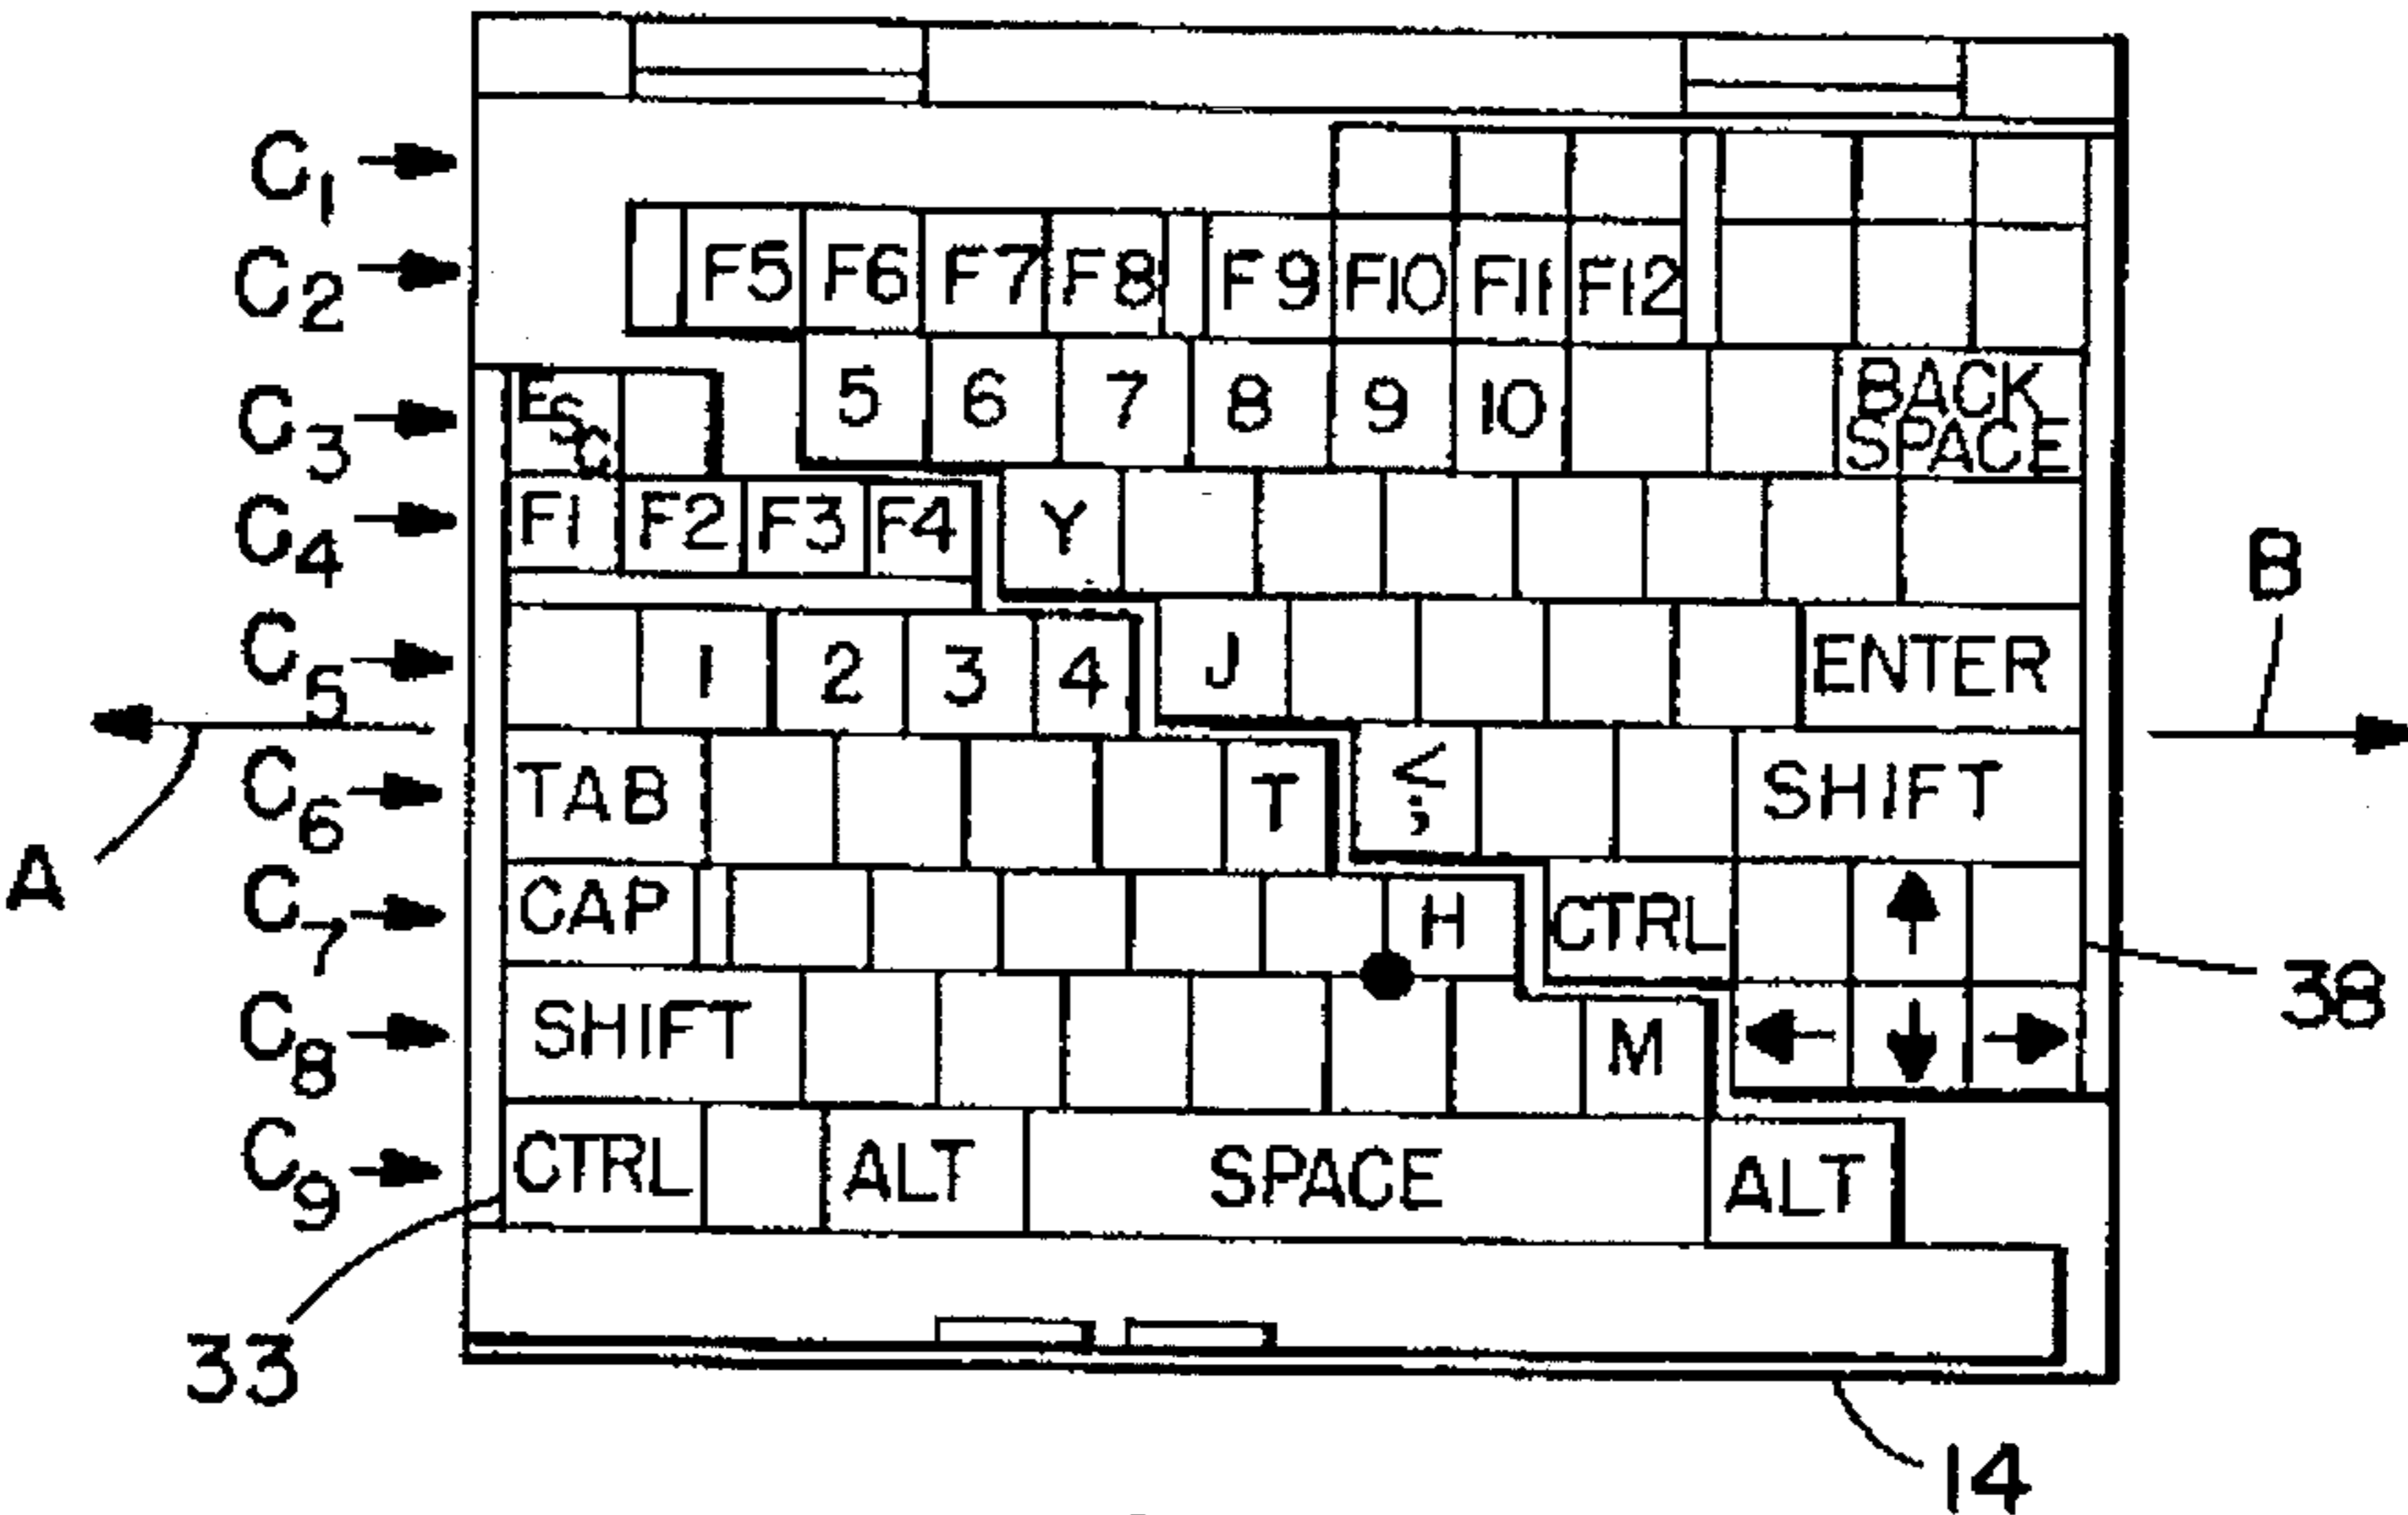 C1
C2 F5 F6 F7 F8 F9 F10 F11 F12
C3 ESC 5 6 7 8 9 10 BACK SPACE
C4 F1 F2 F3 F4 Y
8
C5 1 2 3 4 J ENTER
C6 TAB T < ; SHIFT
A
C7 CAP H CTRL
38
C8 SHIFT M
C9 CTRL ALT SPACE ALT
33
14